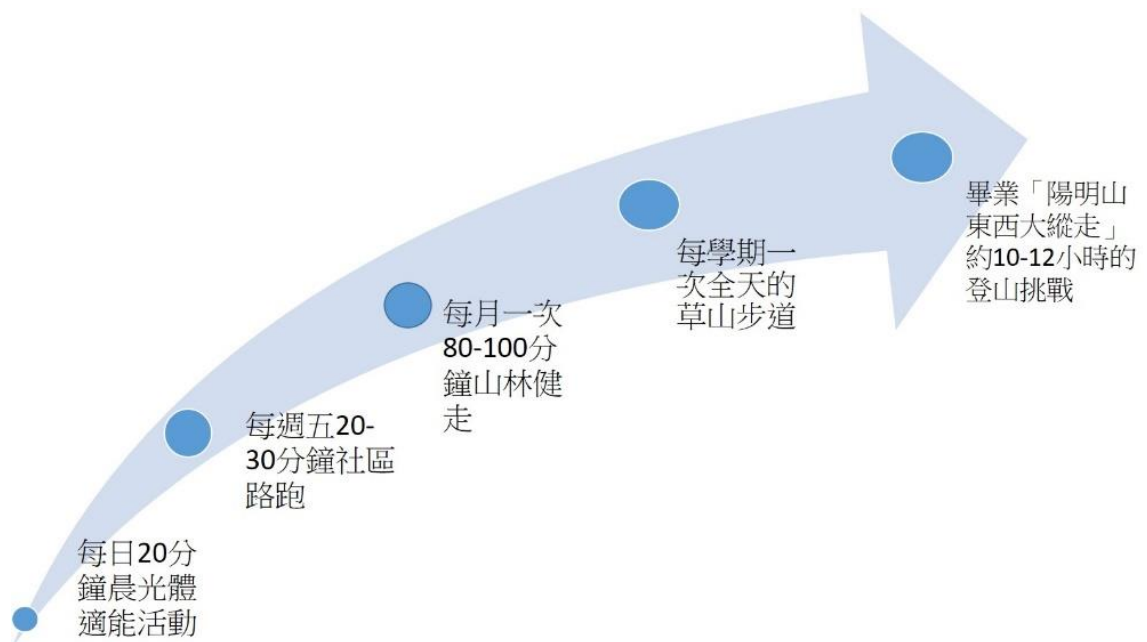 每日20分
鐘晨光體
適能活動
每週五20-
30分鐘社區
路跑
每月一次
80-100分
鐘山林健
走
每學期一
次全天的
草山步道
畢業「陽明山
東西大縱走」
約10-12小時的
登山挑戰